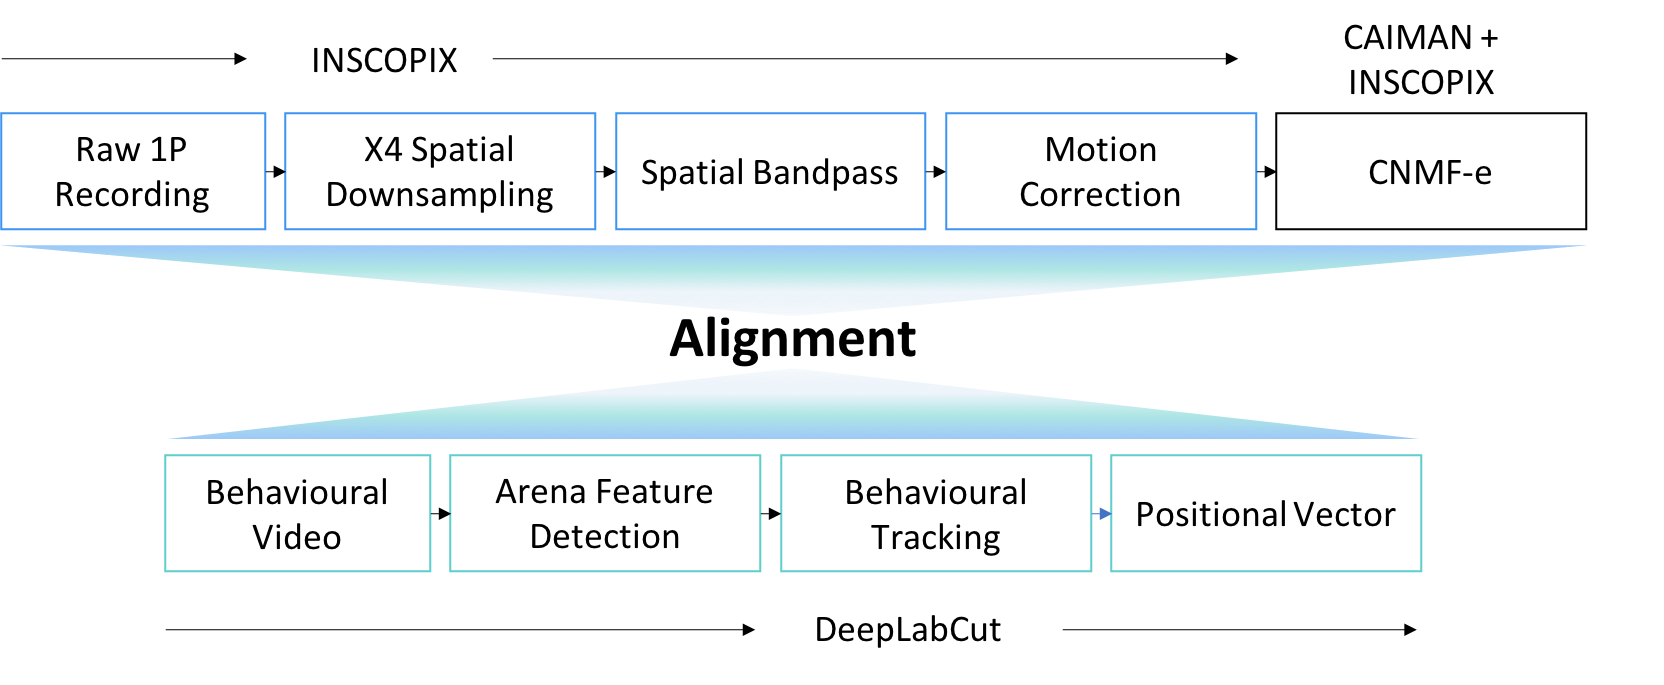 INSCOPIX
CAIMAN +
INSCOPIX
Raw 1P
Recording
X4 Spatial
Downsampling
Spatial Bandpass
Motion
Correction
CNMF-e
Alignment
Behavioural
Video
Arena Feature
Detection
Behavioural
Tracking
Positional Vector
DeepLabCut